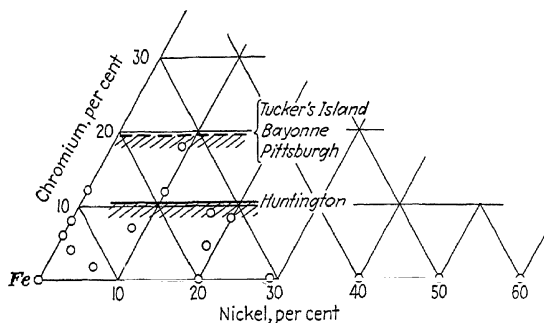 30
Tucker's Island
Bayonne
Pittsburgh
20
Chromium, per cent
Huntington
10
Fe
10
20
30
40
50
60
Nickel, per cent